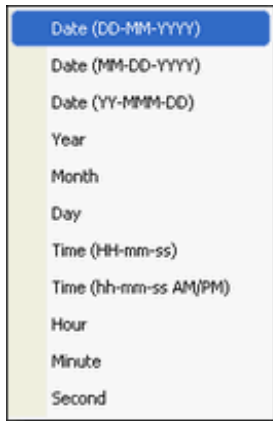 Date (DD-MM-YYYY)
Date (MM-DD-YYYY)
Date (YY-MMM-DD)
Year
Month
Day
Time (HH-mm-ss)
Time (hh-mm-ss AM/PM)
Hour
Minute
Second